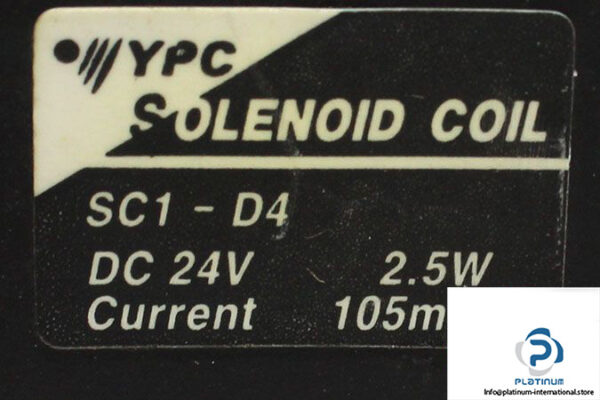 YPC
SOLENOID COIL
SC1 - D4
DC 24V 2.5W
Current 105m
PLATINUM
Info@platinum-international.store